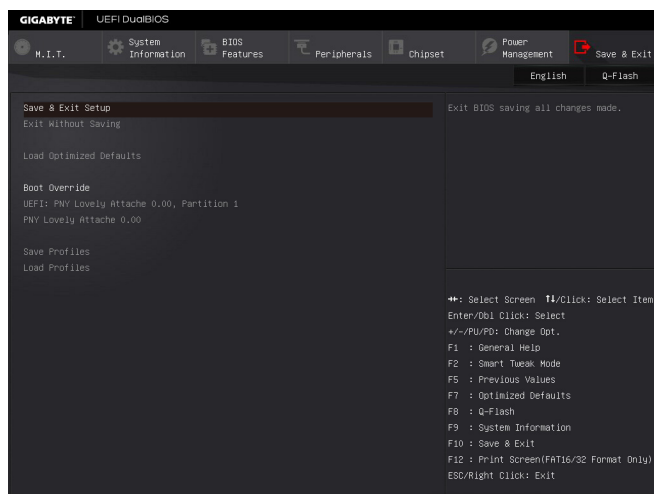 GIGABYTE™ UEFI DualBIOS
M.I.T. System Information BIOS Features Peripherals Chipset Power Management Save & Exit
English Q-Flash
Save & Exit Setup
Exit Without Saving
Load Optimized Defaults
Boot Override
UEFI: PNY Lovely Attache 0.00, Partition 1
PNY Lovely Attache 0.00
Save Profiles
Load Profiles
Exit BIOS saving all changes made.
→←: Select Screen ↑↓/Click: Select Item
Enter/Dbl Click: Select
+/-/PU/PD: Change Opt.
F1 : General Help
F2 : Smart Tweak Mode
F5 : Previous Values
F7 : Optimized Defaults
F8 : Q-Flash
F9 : System Information
F10 : Save & Exit
F12 : Print Screen(FAT16/32 Format Only)
ESC/Right Click: Exit